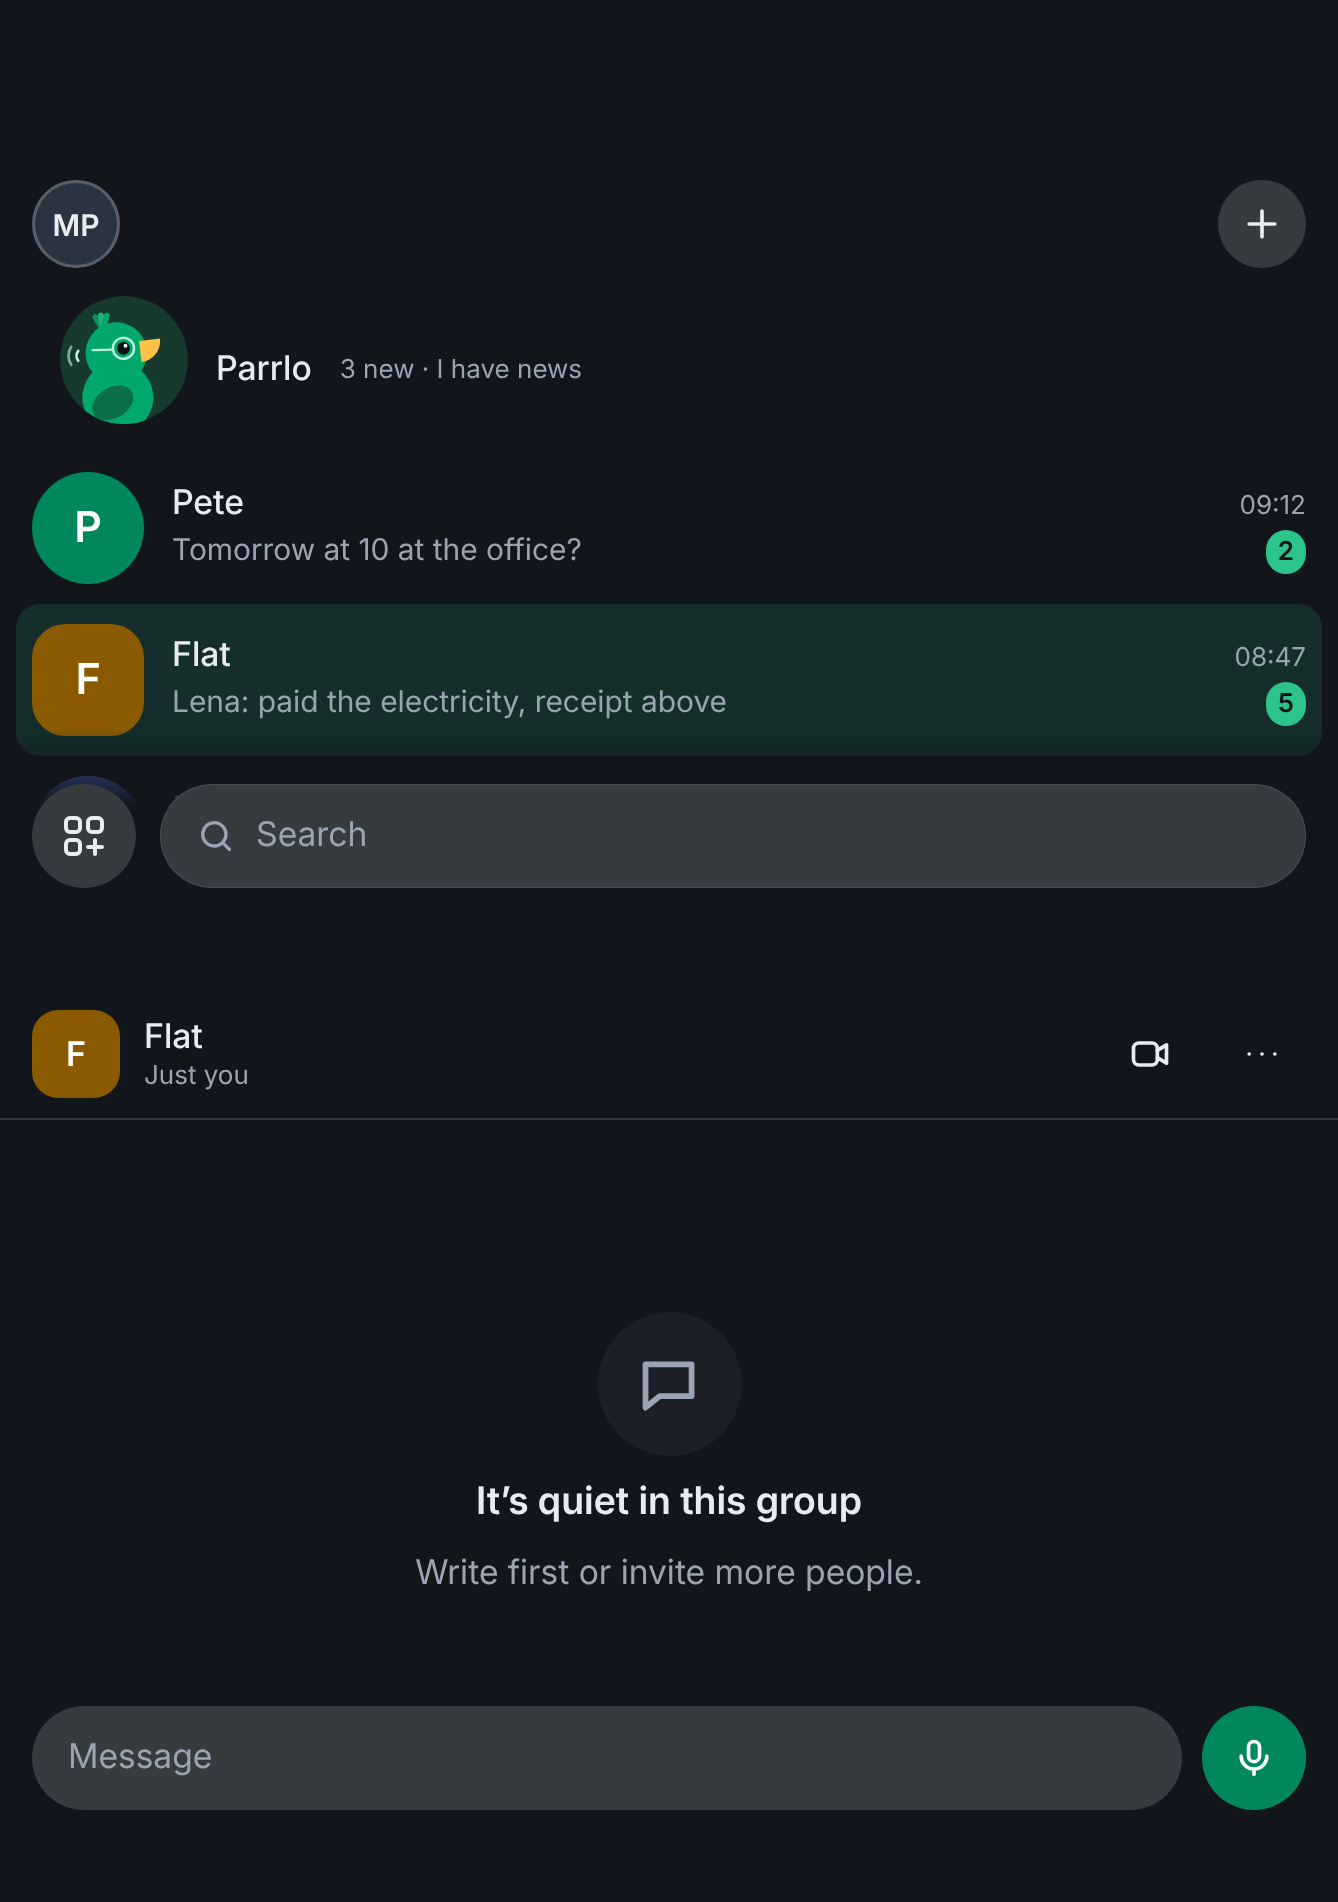 MP
Parrlo 3 new · I have news
P
Pete
09:12
Tomorrow at 10 at the office?
2
F
Flat
08:47
Lena: paid the electricity, receipt above
5
Search
F
Flat
Just you
It’s quiet in this group
Write first or invite more people.
Message